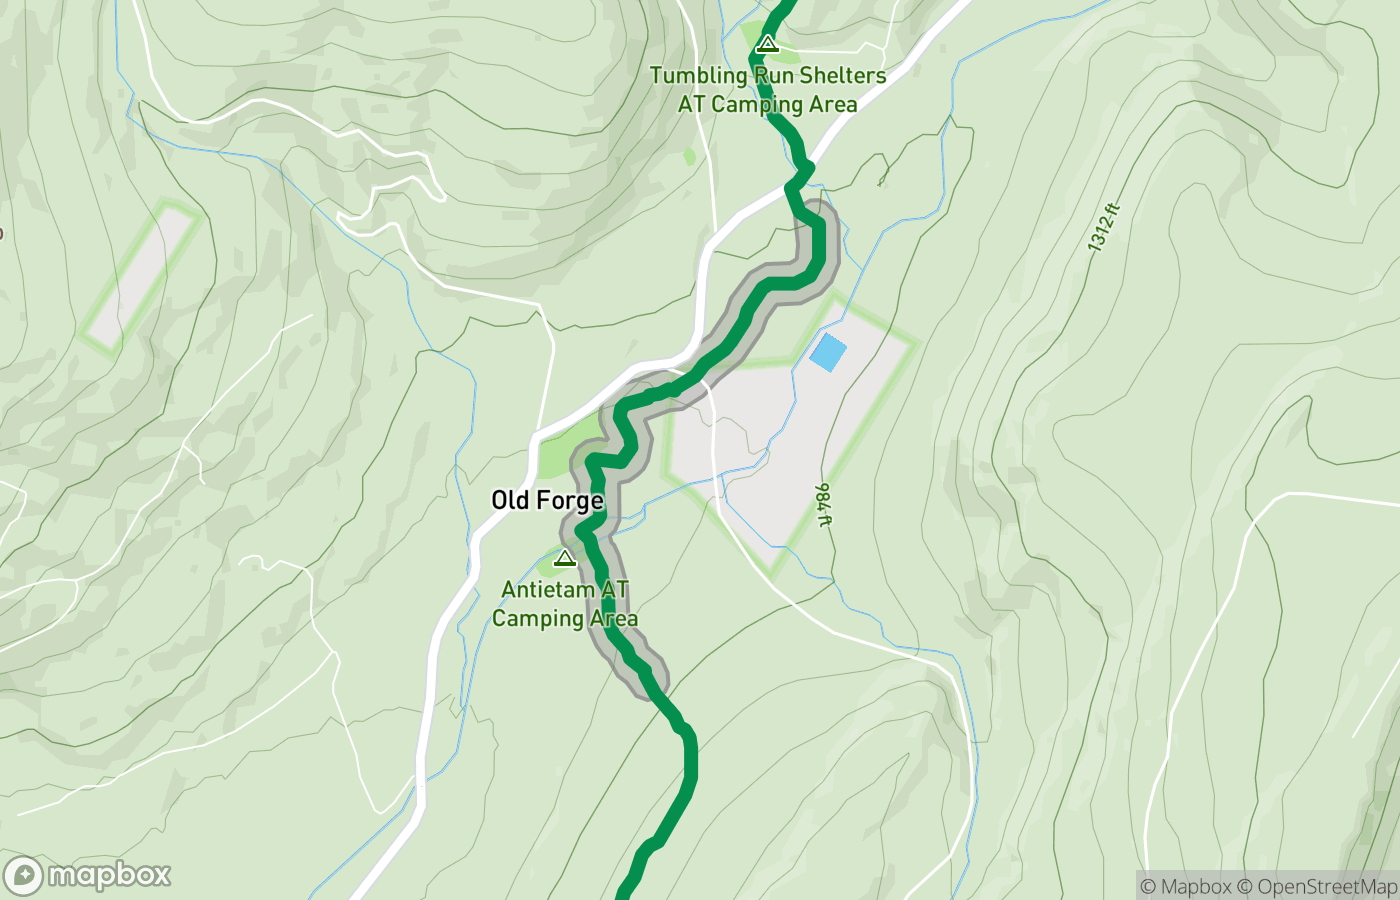 Tumbling Run Shelters
AT Camping Area
1312 ft
984 ft
Old Forge
Antietam AT
Camping Area
mapbox
© Mapbox © OpenStreetMap